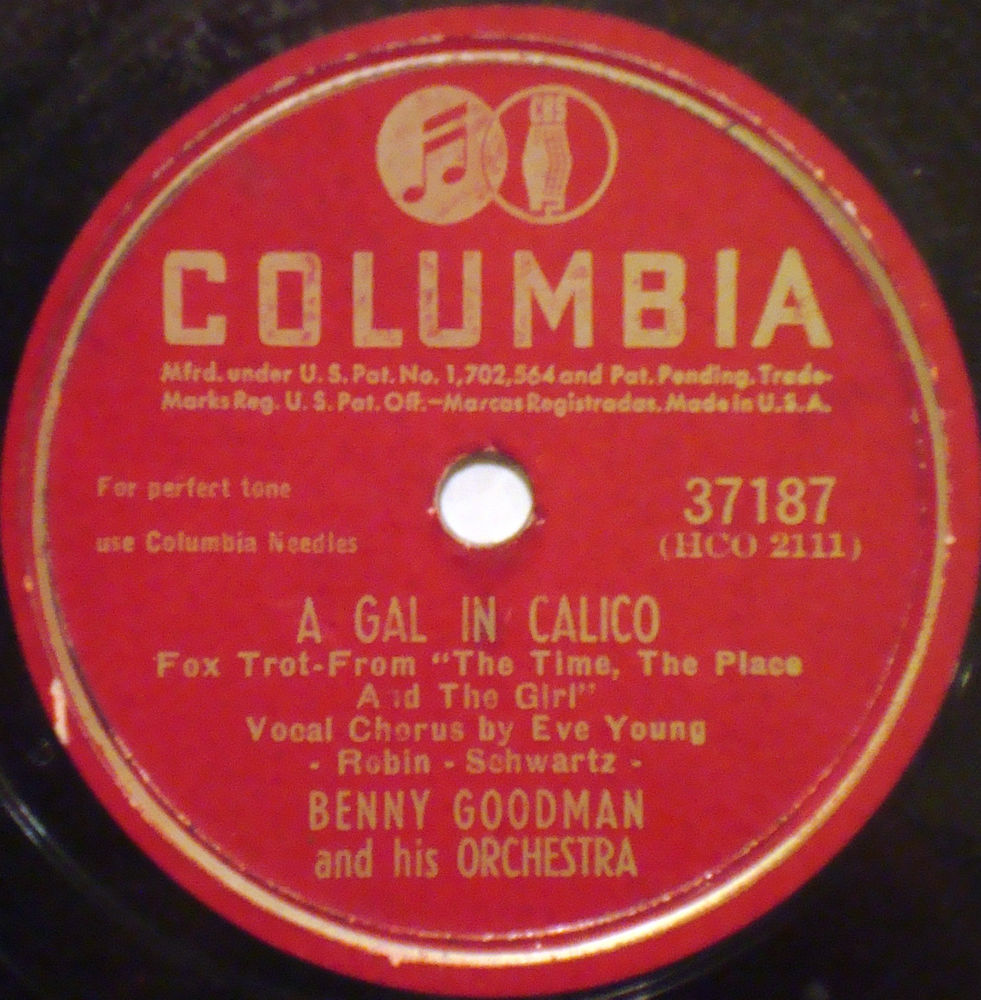 CBS
COLUMBIA
Mfrd. under U. S. Pat. No. 1,702,564 and Pat. Pending. Trade-
Marks Reg. U. S. Pat. Off.—Marcas Registradas. Made in U.S.A.
For perfect tone
use Columbia Needles
37187
(HCO 2111)
A GAL IN CALICO
Fox Trot-From "The Time, The Place
And The Girl"
Vocal Chorus by Eve Young
- Robin - Schwartz -
BENNY GOODMAN
and his ORCHESTRA